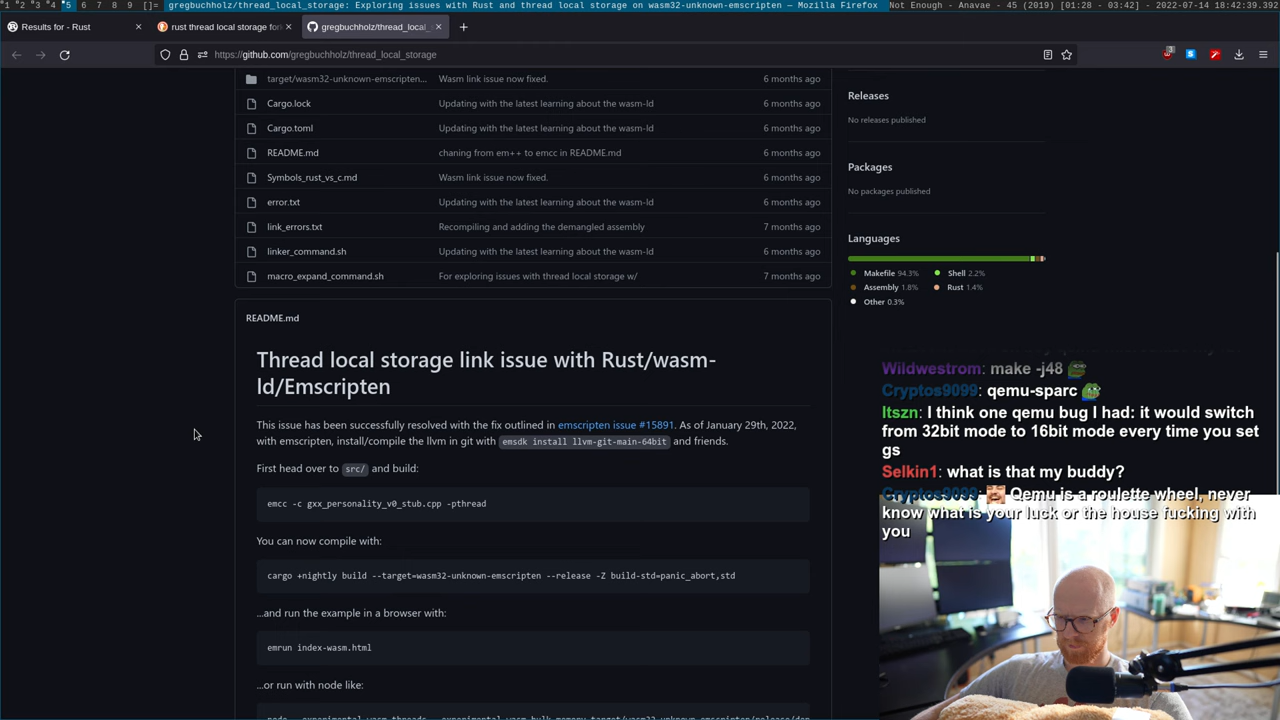 1 2 3 4 5 6 7 8 9 []= gregbuchholz/thread_local_storage: Exploring issues with Rust and thread local storage on wasm32-unknown-emscripten — Mozilla Firefox Not Enough - Anavae - 45 (2019) [01:28 - 03:42] - 2022-07-14 18:42:39.392
Results for - Rust × rust thread local storage for × gregbuchholz/thread_local_ × +
https://github.com/gregbuchholz/thread_local_storage
target/wasm32-unknown-emscripten... Wasm link issue now fixed. 6 months ago
Cargo.lock Updating with the latest learning about the wasm-ld 6 months ago
Cargo.toml Updating with the latest learning about the wasm-ld 6 months ago
README.md chaning from em++ to emcc in README.md 6 months ago
Symbols_rust_vs_c.md Wasm link issue now fixed. 6 months ago
error.txt Updating with the latest learning about the wasm-ld 6 months ago
link_errors.txt Recompiling and adding the demangled assembly 7 months ago
linker_command.sh Updating with the latest learning about the wasm-ld 6 months ago
macro_expand_command.sh For exploring issues with thread local storage w/ 7 months ago
README.md
Thread local storage link issue with Rust/wasm-
ld/Emscripten
This issue has been successfully resolved with the fix outlined in emscripten issue #15891. As of January 29th, 2022,
with emscripten, install/compile the llvm in git with emsdk install llvm-git-main-64bit and friends.
First head over to src/ and build:
emcc -c gxx_personality_v0_stub.cpp -pthread
You can now compile with:
cargo +nightly build --target=wasm32-unknown-emscripten --release -Z build-std=panic_abort,std
...and run the example in a browser with:
emrun index-wasm.html
...or run with node like:
Releases
No releases published
Packages
No packages published
Languages
Makefile 94.3% Shell 2.2%
Assembly 1.8% Rust 1.4%
Other 0.3%
Wildwestrom: make -j48
Cryptos9099: qemu-sparc
Itszn: I think one qemu bug I had: it would switch
from 32bit mode to 16bit mode every time you set
gs
Selkin1: what is that my buddy?
Cryptos9099: Qemu is a roulette wheel, never
know what is your luck or the house fucking with
you